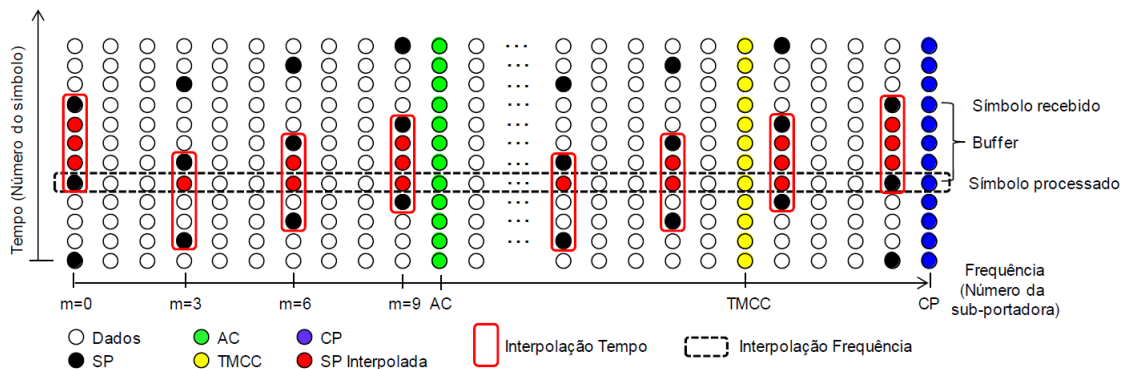 Tempo (Número do símbolo)
...
...
...
...
...
...
...
...
...
...
...
...
Símbolo recebido
Buffer
Símbolo processado
m=0
m=3
m=6
m=9
AC
TMCC
CP
Frequência
(Número da
sub-portadora)
Dados
AC
CP
SP
TMCC
SP Interpolada
Interpolação Tempo
Interpolação Frequência